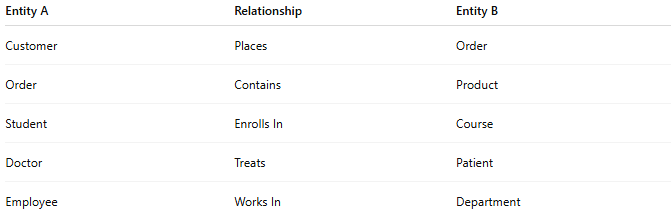 Entity A Relationship Entity B
Customer Places Order
Order Contains Product
Student Enrolls In Course
Doctor Treats Patient
Employee Works In Department